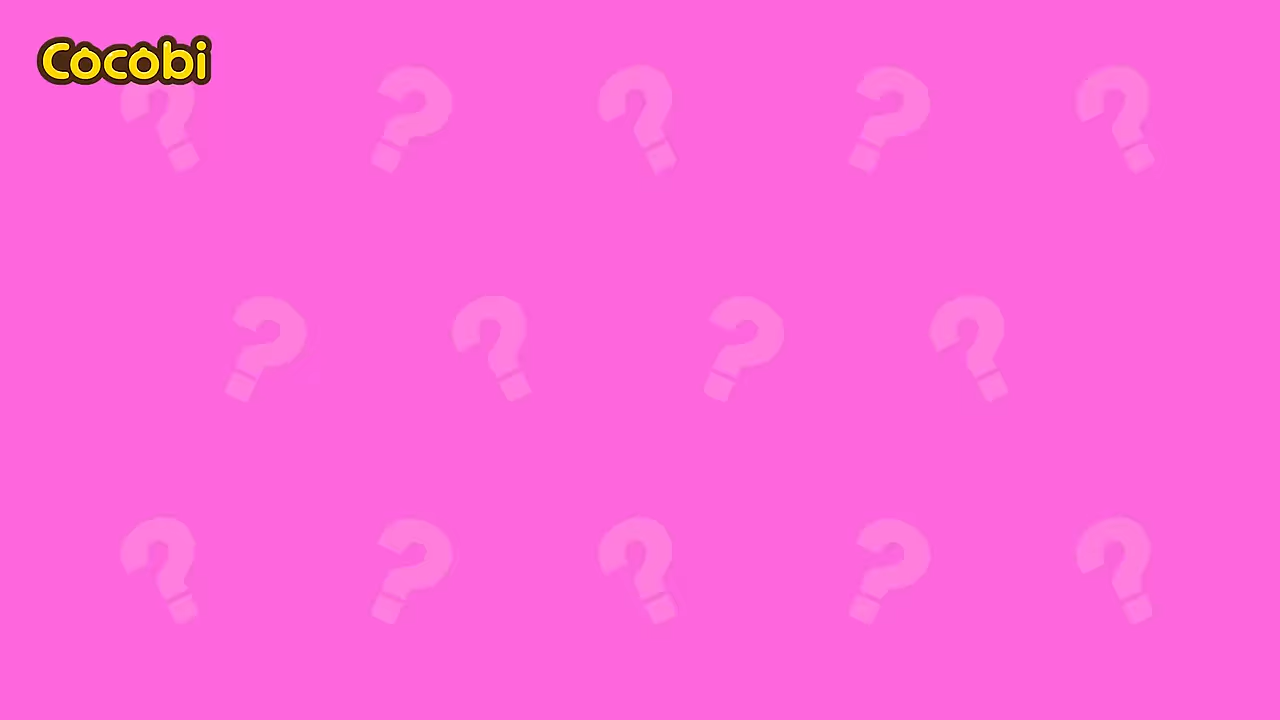 Cocobi
? ? ? ? ?
? ? ? ?
? ? ? ? ?